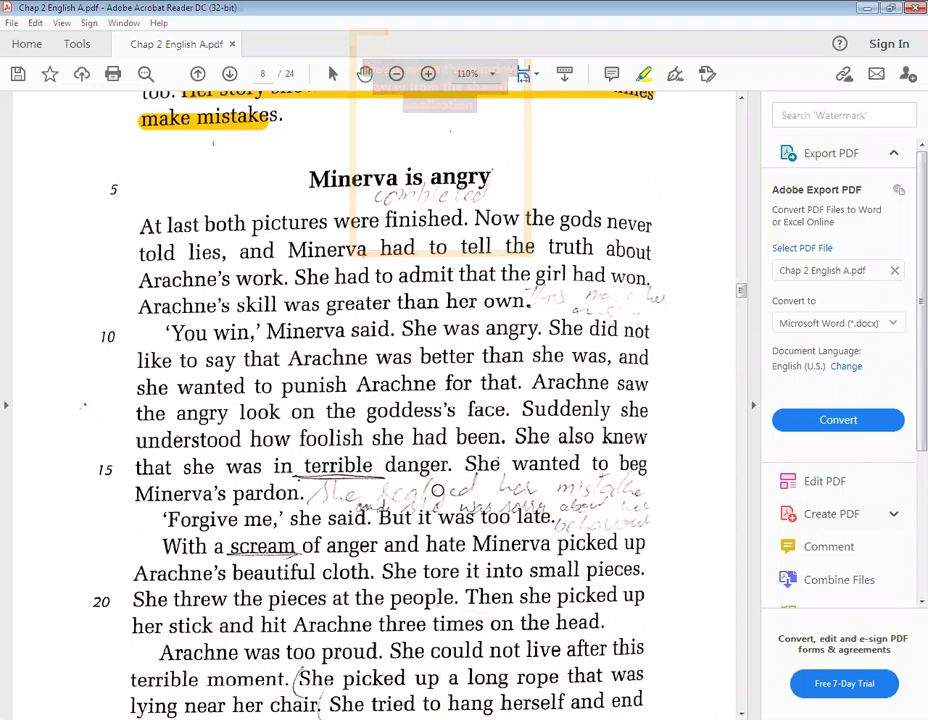 Chap 2 English A.pdf - Adobe Acrobat Reader DC (32-bit)
File Edit View Sign Window Help
Home Tools Chap 2 English A.pdf × Sign In
8 / 24 110%
make mistakes.
5 Minerva is angry
completed
At last both pictures were finished. Now the gods never
told lies, and Minerva had to tell the truth about
Arachne's work. She had to admit that the girl had won,
Arachne's skill was greater than her own.
10 'You win,' Minerva said. She was angry. She did not
like to say that Arachne was better than she was, and
she wanted to punish Arachne for that. Arachne saw
the angry look on the goddess's face. Suddenly she
understood how foolish she had been. She also knew
15 that she was in terrible danger. She wanted to beg
Minerva's pardon. She realised her mistake
and she was sorry about her
behaviour
'Forgive me,' she said. But it was too late.
With a scream of anger and hate Minerva picked up
Arachne's beautiful cloth. She tore it into small pieces.
20 She threw the pieces at the people. Then she picked up
her stick and hit Arachne three times on the head.
Arachne was too proud. She could not live after this
terrible moment. (She picked up a long rope that was
lying near her chair. She tried to hang herself and end
Search 'Watermark'
Export PDF
Adobe Export PDF
Convert PDF Files to Word
or Excel Online
Select PDF File
Chap 2 English A.pdf ×
Convert to
Microsoft Word (*.docx)
Document Language:
English (U.S.) Change
Convert
Edit PDF
Create PDF
Comment
Combine Files
Convert, edit and e-sign PDF
forms & agreements
Free 7-Day Trial